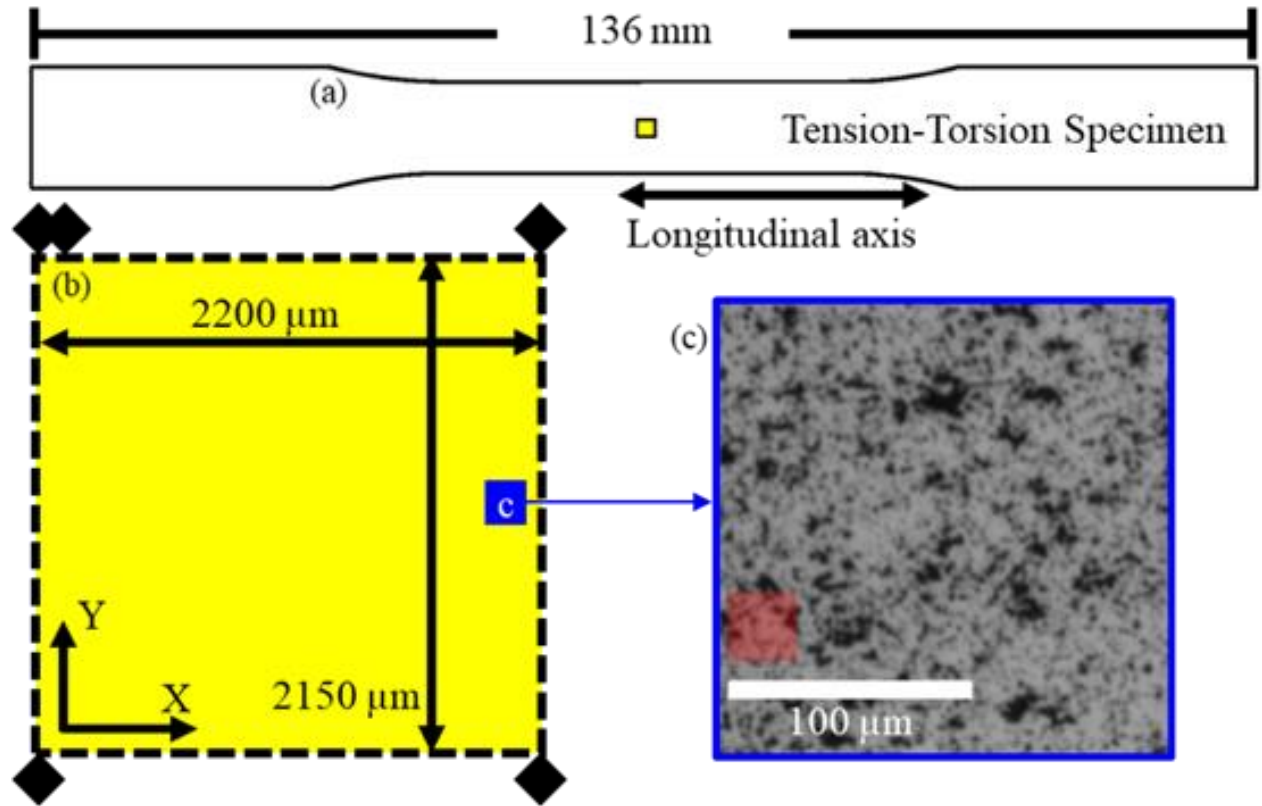 136 mm
(a)
Tension-Torsion Specimen
Longitudinal axis
(b)
2200 µm
(c)
c
Y
X
2150 µm
100 µm